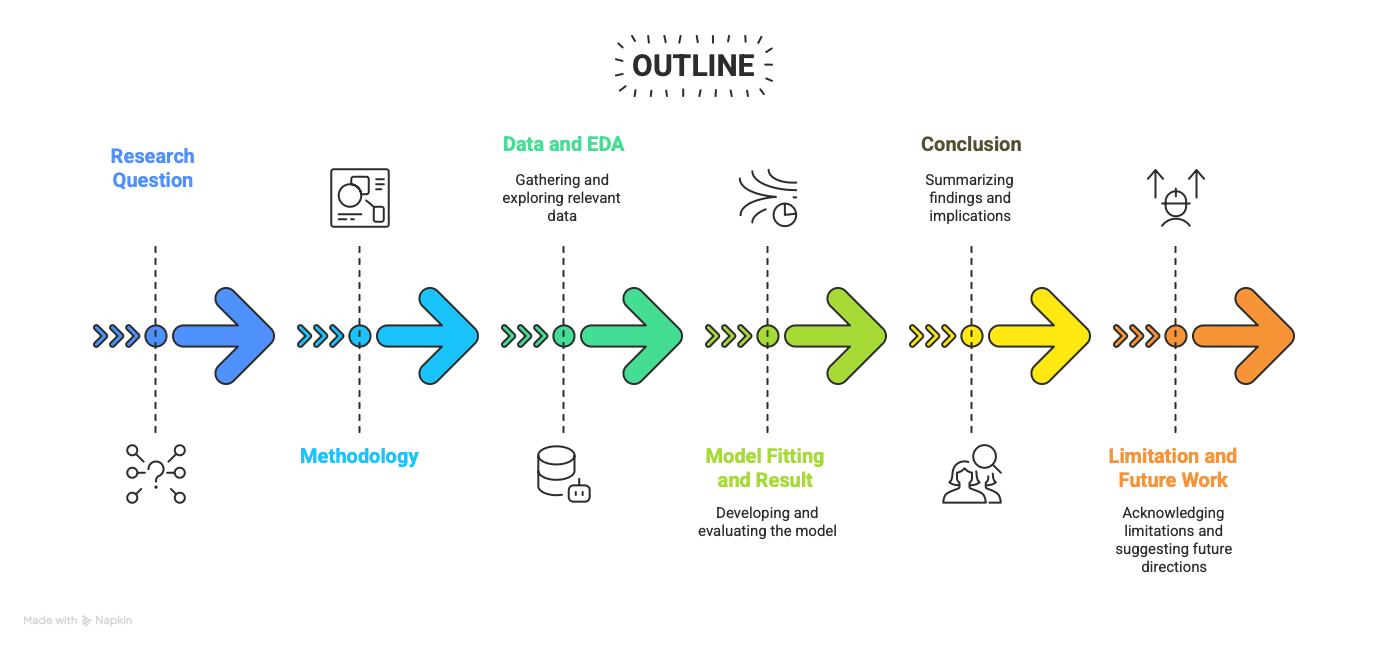 OUTLINE
Research
Question
Methodology
Data and EDA
Gathering and
exploring relevant
data
Model Fitting
and Result
Developing and
evaluating the model
Conclusion
Summarizing
findings and
implications
Limitation and
Future Work
Acknowledging
limitations and
suggesting future
directions
Made with Napkin